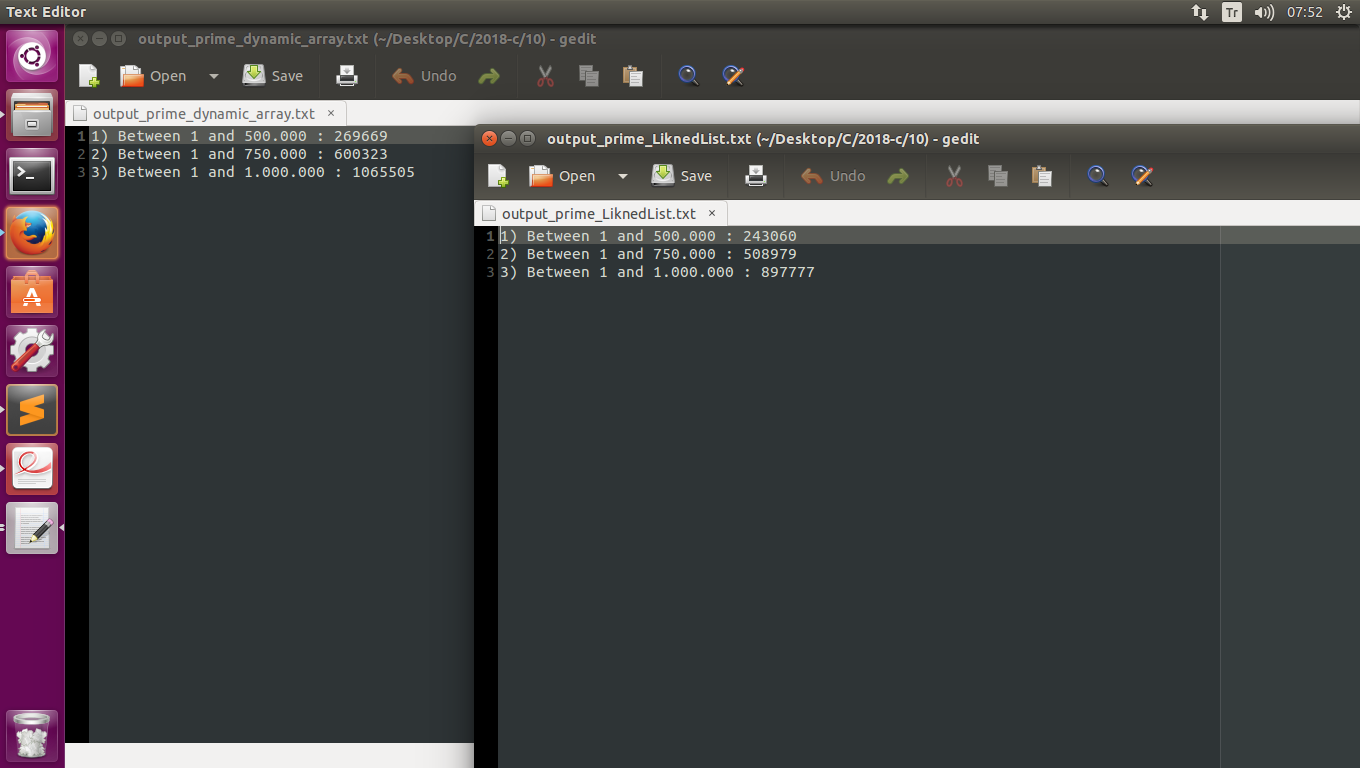 Text Editor
Tr
07:52
output_prime_dynamic_array.txt (~/Desktop/C/2018-c/10) - gedit
Open
Save
Undo
output_prime_dynamic_array.txt ×
1 1) Between 1 and 500.000 : 269669
2 2) Between 1 and 750.000 : 600323
3 3) Between 1 and 1.000.000 : 1065505
output_prime_LiknedList.txt (~/Desktop/C/2018-c/10) - gedit
Open
Save
Undo
output_prime_LiknedList.txt ×
1 1) Between 1 and 500.000 : 243060
2 2) Between 1 and 750.000 : 508979
3 3) Between 1 and 1.000.000 : 897777